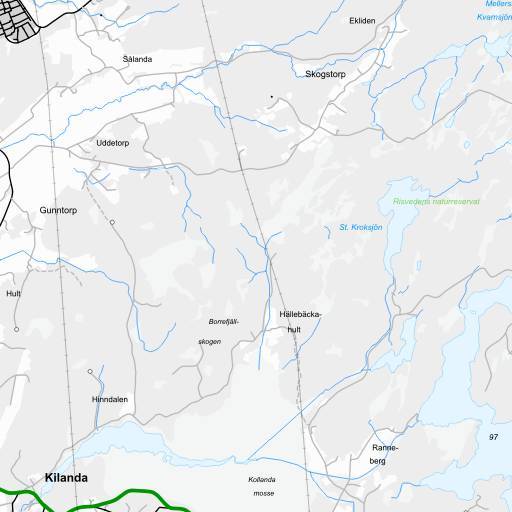 Mellers
Kvarnsjön
Ekliden
Sålanda
Skogstorp
Uddetorp
Risvedens naturreservat
Gunntorp
St. Kroksjön
Hult
Hällebäcka-
hult
Borrefjäll-
skogen
Hinndalen
97
Ranne-
berg
Kilanda
Kollanda
mosse